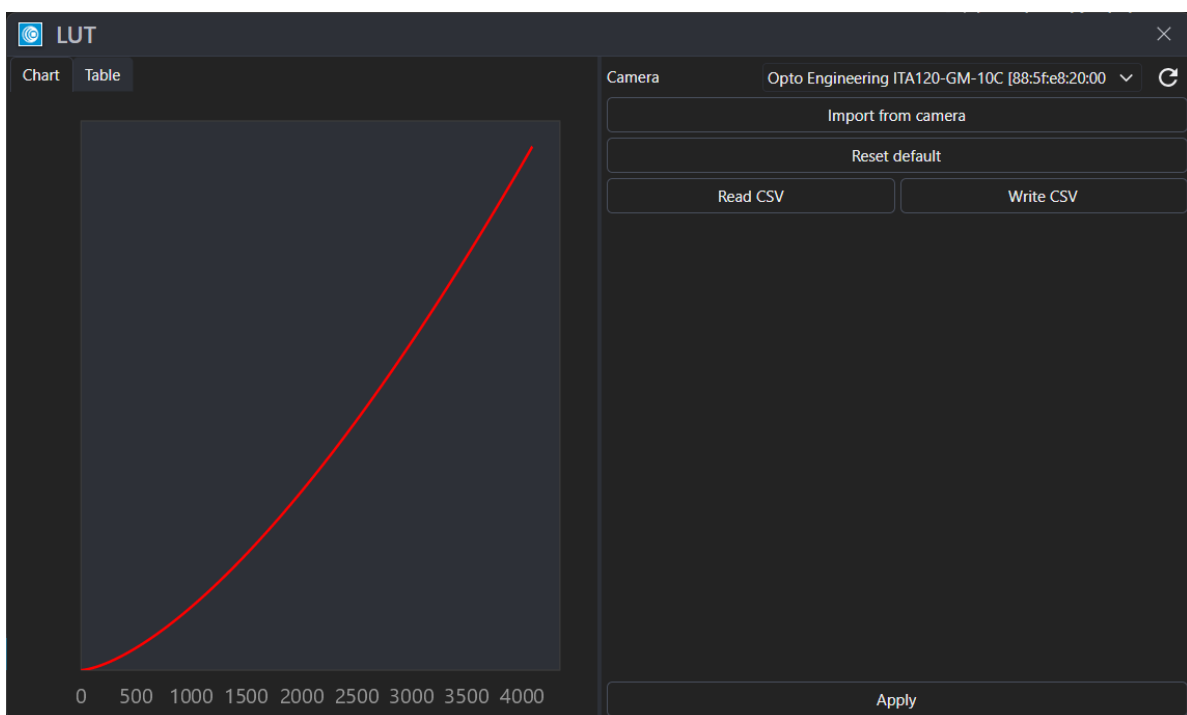 LUT
Chart Table
Camera Opto Engineering ITA120-GM-10C [88:5f:e8:20:00
Import from camera
Reset default
Read CSV Write CSV
0 500 1000 1500 2000 2500 3000 3500 4000
Apply